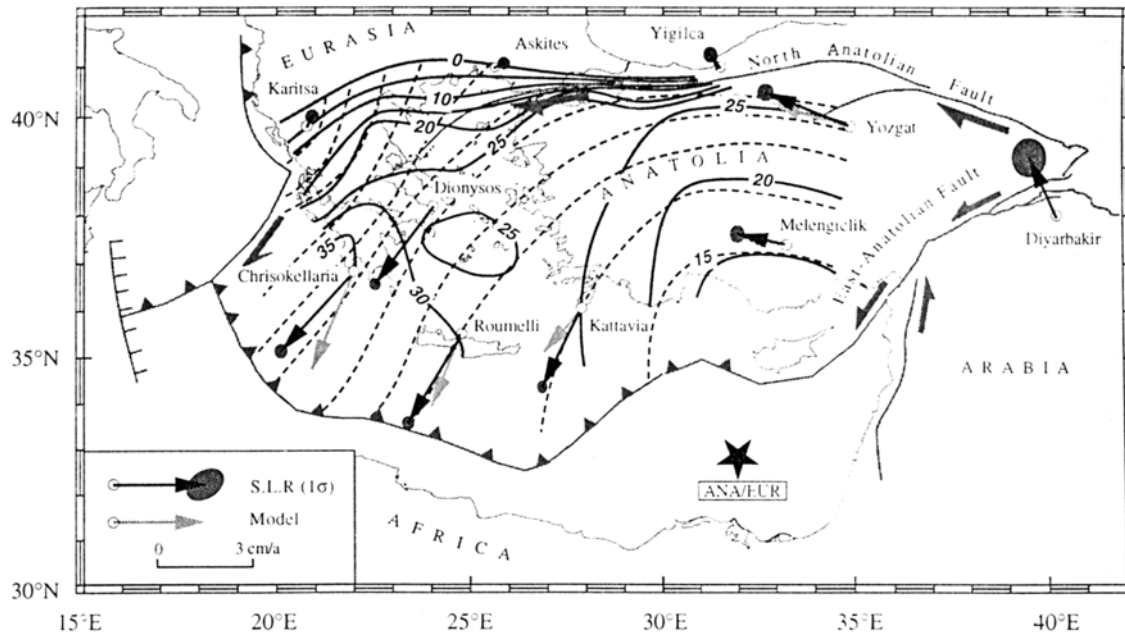 EURASIA
Askites
Yigilca
North Anatolian Fault
Karitsa
0
10
20
25
25
Yozgat
ANATOLIA
20
Dionysos
Melengiclik
15
East-Anatolian Fault
Diyarbakir
25
35
Chrisokellaria
30
Roumelli
Kattavia
ARABIA
ANA/EUR
AFRICA
S.L.R (1σ)
Model
0 3 cm/a
40°N
35°N
30°N
15°E 20°E 25°E 30°E 35°E 40°E